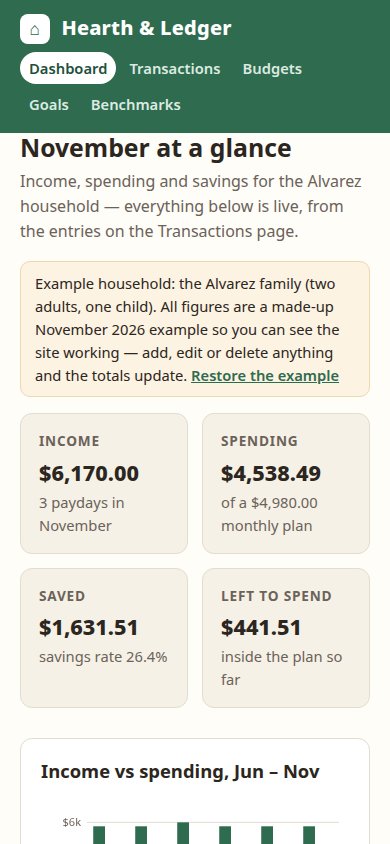 Hearth & Ledger
Dashboard Transactions Budgets
Goals Benchmarks
November at a glance
Income, spending and savings for the Alvarez
household — everything below is live, from
the entries on the Transactions page.
Example household: the Alvarez family (two
adults, one child). All figures are a made-up
November 2026 example so you can see the
site working — add, edit or delete anything
and the totals update. Restore the example
INCOME
$6,170.00
3 paydays in
November
SPENDING
$4,538.49
of a $4,980.00
monthly plan
SAVED
$1,631.51
savings rate 26.4%
LEFT TO SPEND
$441.51
inside the plan so
far
Income vs spending, Jun – Nov
$6k